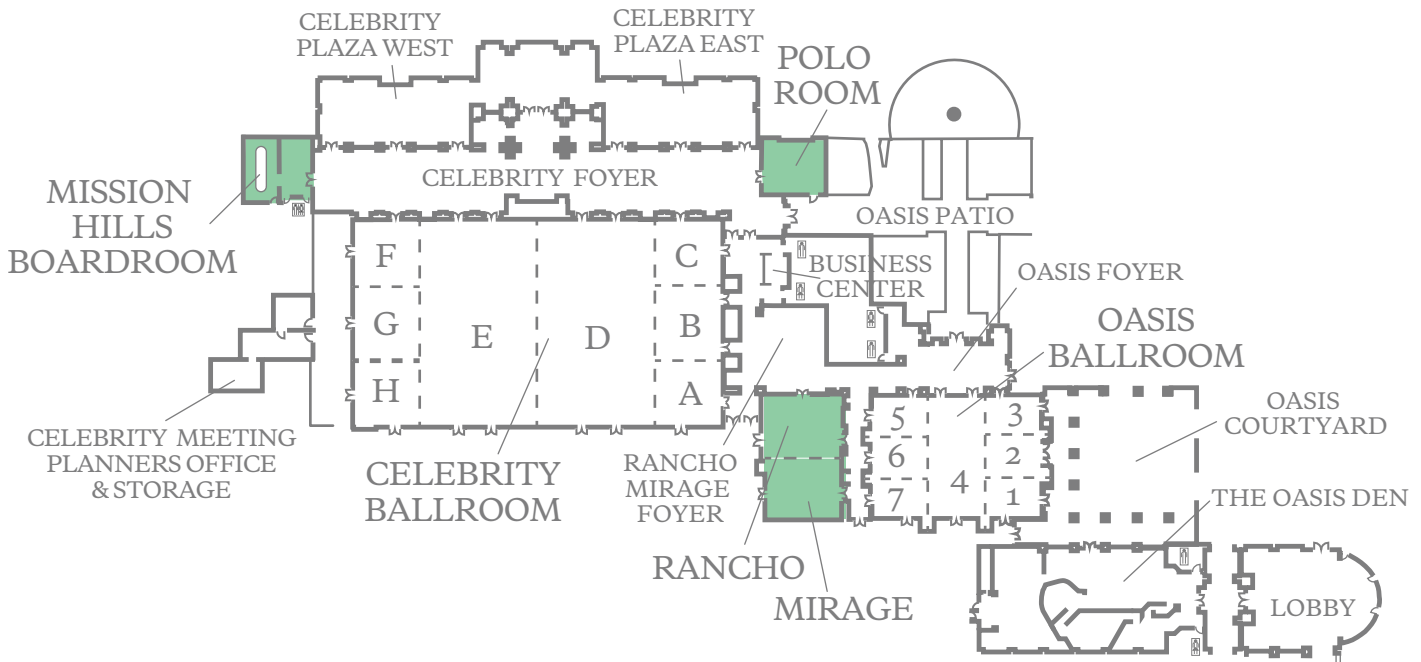 CELEBRITY
PLAZA WEST
CELEBRITY
PLAZA EAST
POLO
ROOM
MISSION
HILLS
BOARDROOM
CELEBRITY FOYER
OASIS PATIO
F
C
BUSINESS
CENTER
OASIS FOYER
G
E
D
B
OASIS
BALLROOM
H
A
CELEBRITY MEETING
PLANNERS OFFICE
& STORAGE
CELEBRITY
BALLROOM
RANCHO
MIRAGE
FOYER
5
3
6
2
4
7
1
OASIS
COURTYARD
THE OASIS DEN
RANCHO
MIRAGE
LOBBY